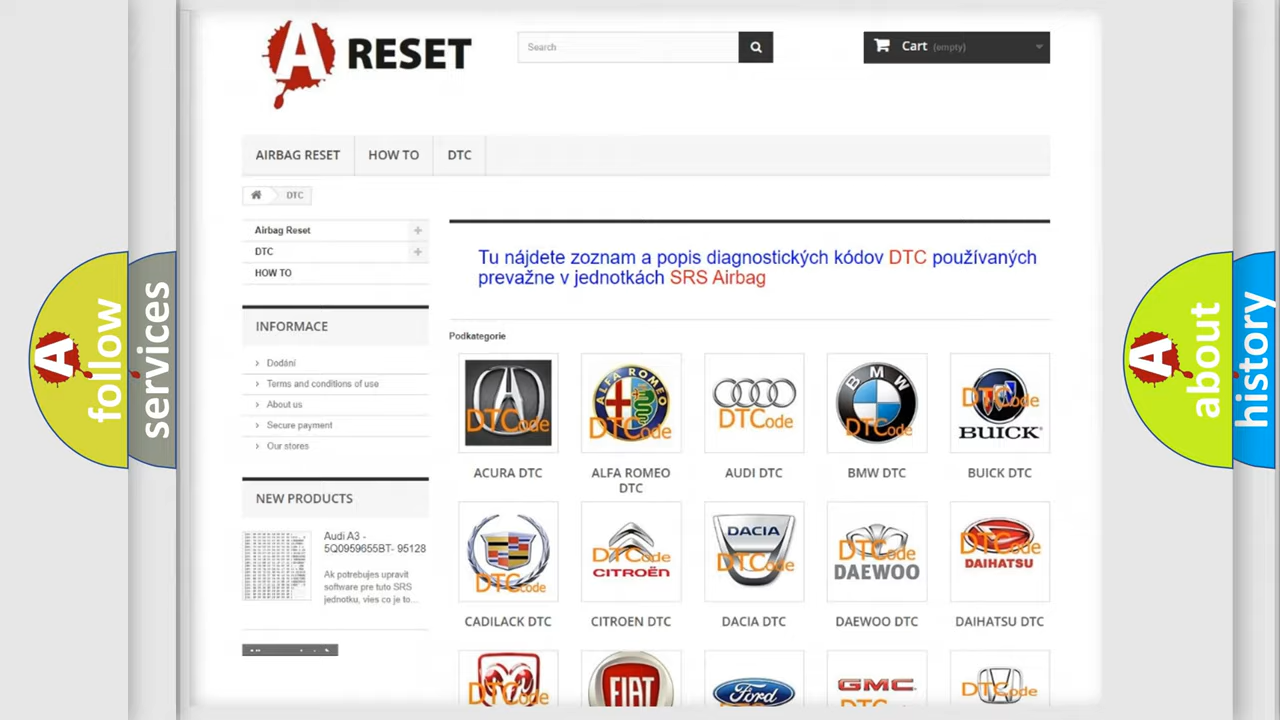 A RESET
Search
Cart (empty)
AIRBAG RESET
HOW TO
DTC
DTC
Airbag Reset
DTC
HOW TO
INFORMACE
Dodání
Terms and conditions of use
About us
Secure payment
Our stores
NEW PRODUCTS
Audi A3 -
5Q0959655BT- 95128
Ak potrebujes upravit
software pre tuto SRS
jednotku, vies co je to...
Tu nájdete zoznam a popis diagnostických kódov DTC používaných
prevažne v jednotkách SRS Airbag
Podkategorie
DTCode
ALFA ROMEO
DTCode
DTCode
BMW
DTCode
DTCode
BUICK
ACURA DTC
ALFA ROMEO
DTC
AUDI DTC
BMW DTC
BUICK DTC
DTCode
DTCode
CITROËN
DACIA
DTCode
DTCode
DAEWOO
DTCode
DAIHATSU
CADILACK DTC
CITROEN DTC
DACIA DTC
DAEWOO DTC
DAIHATSU DTC
DTCode
FIAT
Ford
GMC
DTCode
A follow
services
A about
history